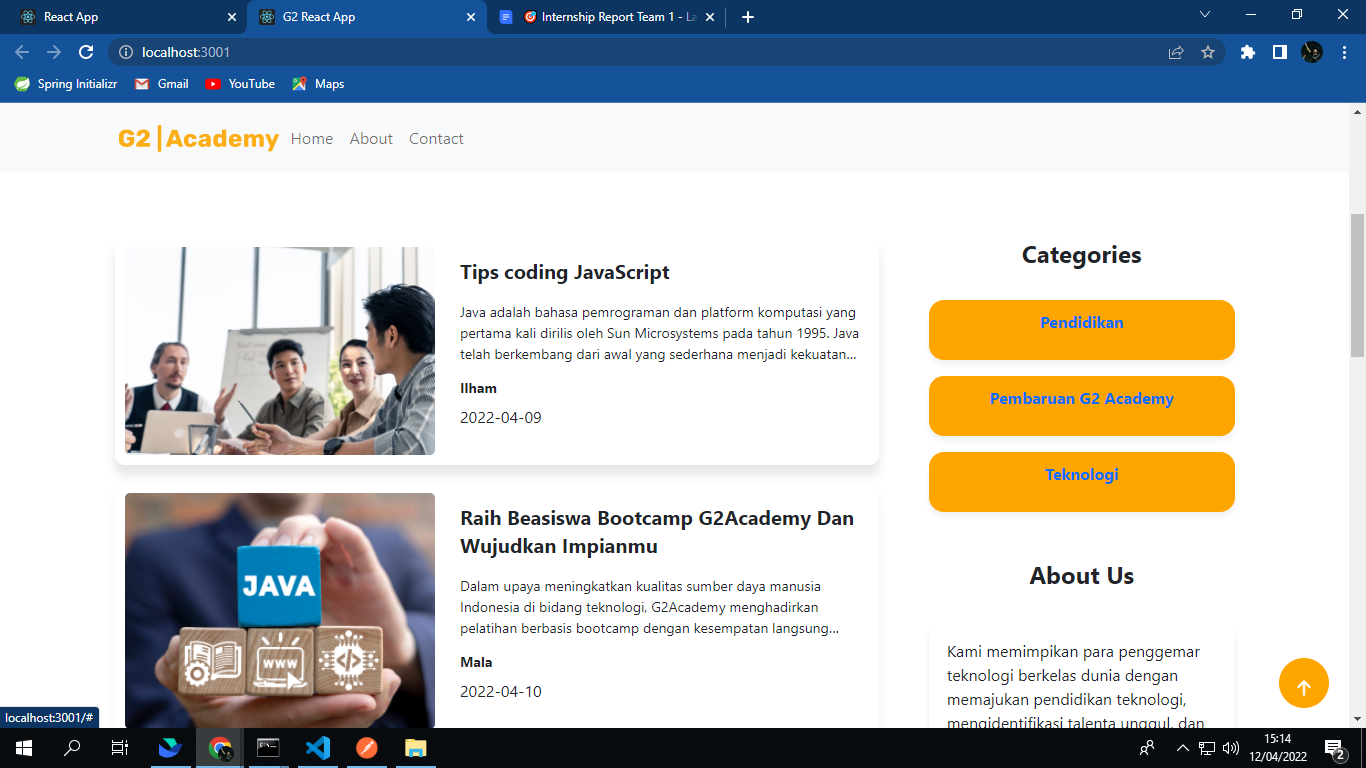 React App
G2 React App
Internship Report Team 1 - La
localhost:3001
Spring Initializr
Gmail
YouTube
Maps
G2 | Academy
Home
About
Contact
Tips coding JavaScript
Java adalah bahasa pemrograman dan platform komputasi yang
pertama kali dirilis oleh Sun Microsystems pada tahun 1995. Java
telah berkembang dari awal yang sederhana menjadi kekuatan...
Ilham
2022-04-09
JAVA
WWW
Raih Beasiswa Bootcamp G2Academy Dan
Wujudkan Impianmu
Dalam upaya meningkatkan kualitas sumber daya manusia
Indonesia di bidang teknologi, G2Academy menghadirkan
pelatihan berbasis bootcamp dengan kesempatan langsung...
Mala
2022-04-10
Categories
Pendidikan
Pembaruan G2 Academy
Teknologi
About Us
Kami memimpikan para penggemar
teknologi berkelas dunia dengan
memajukan pendidikan teknologi,
mengidentifikasi talenta unggul, dan
localhost:3001/#
15:14
12/04/2022
2